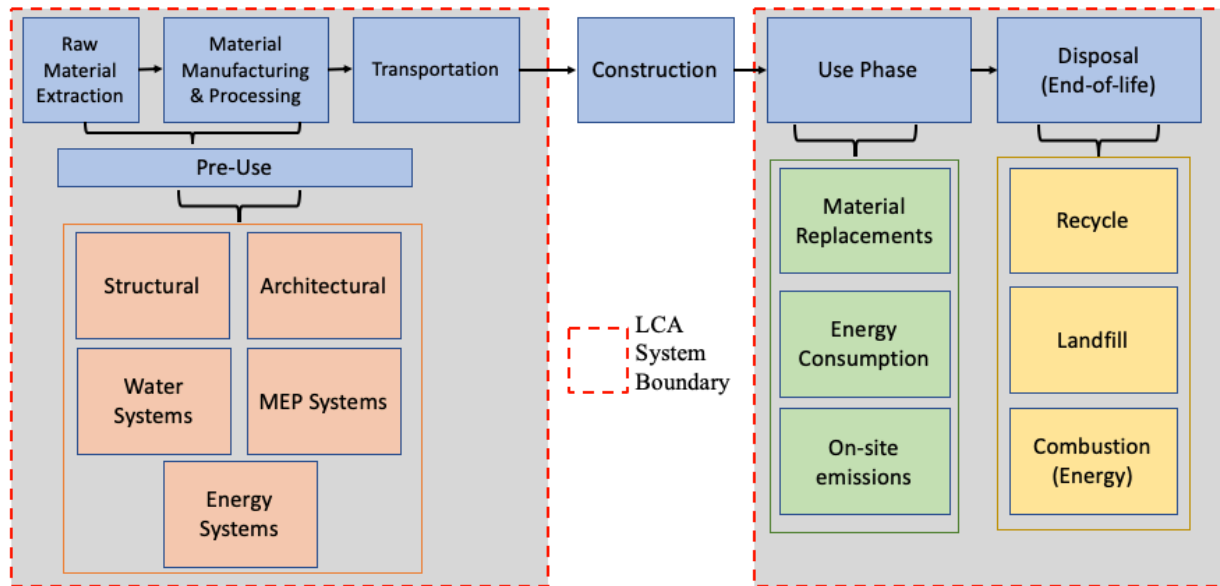 Raw
Material
Extraction
Material
Manufacturing
& Processing
Transportation
Construction
Use Phase
Disposal
(End-of-life)
Pre-Use
Structural
Architectural
Water
Systems
MEP Systems
Energy
Systems
LCA
System
Boundary
Material
Replacements
Energy
Consumption
On-site
emissions
Recycle
Landfill
Combustion
(Energy)